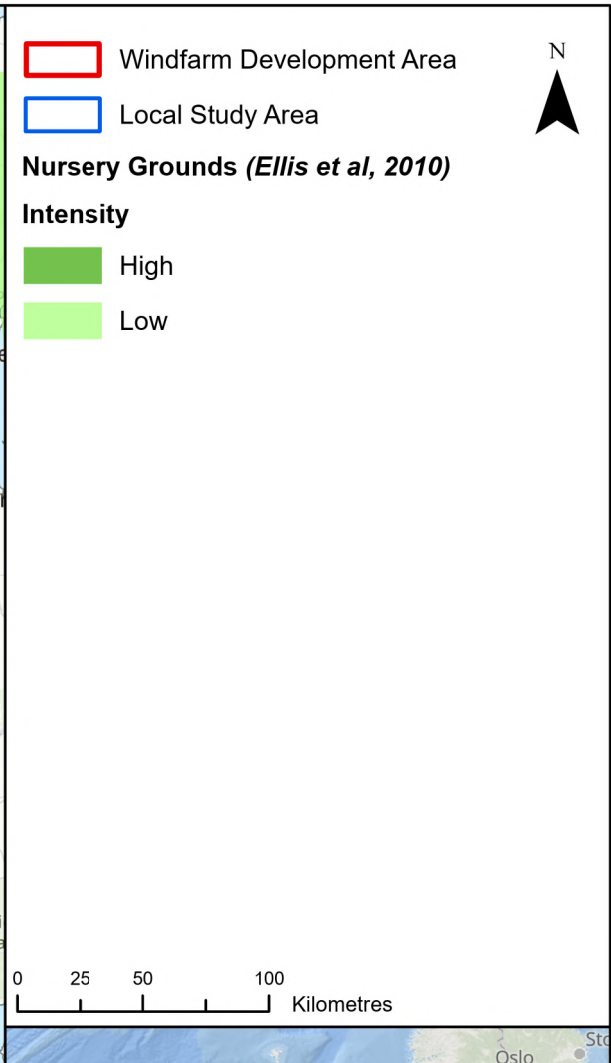 Windfarm Development Area
N
Local Study Area
Nursery Grounds (Ellis et al, 2010)
Intensity
High
Low
0 25 50 100
Kilometres
Oslo